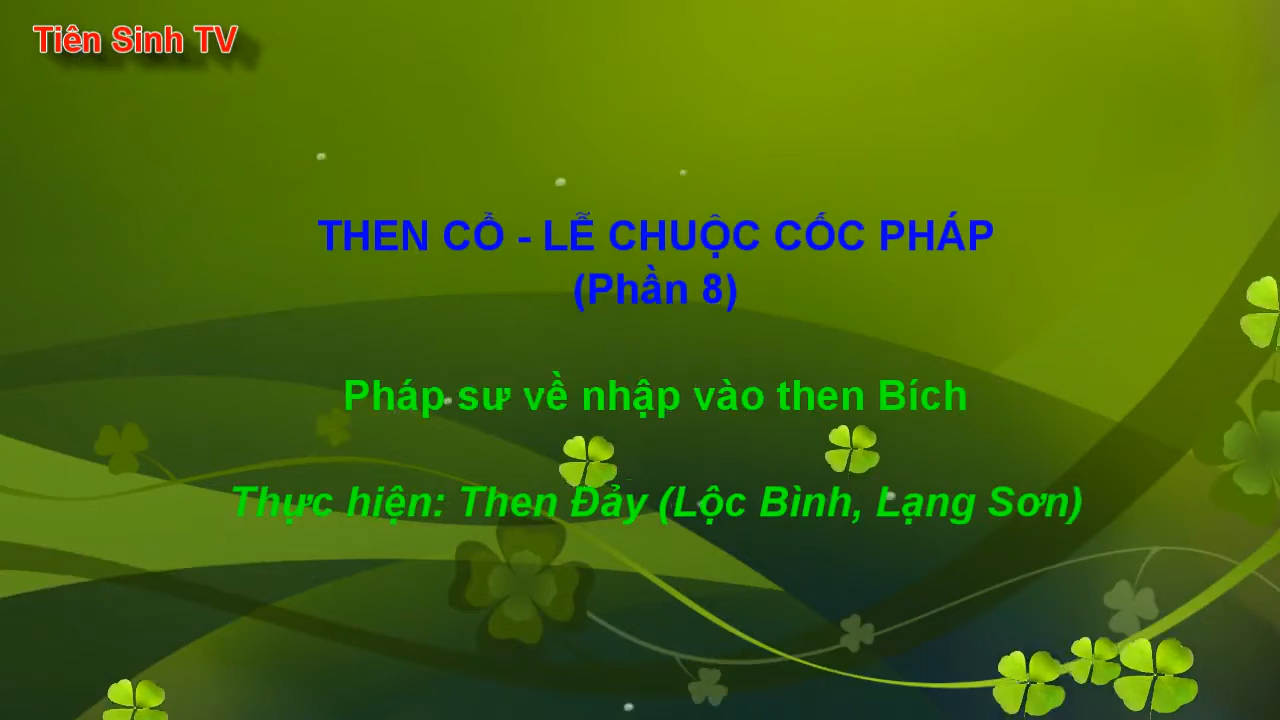 Tiên Sinh TV
THEN CỔ - LỄ CHUỘC CỐC PHÁP
(Phần 8)
Pháp sư về nhập vào then Bích
Thực hiện: Then Đảy (Lộc Bình, Lạng Sơn)